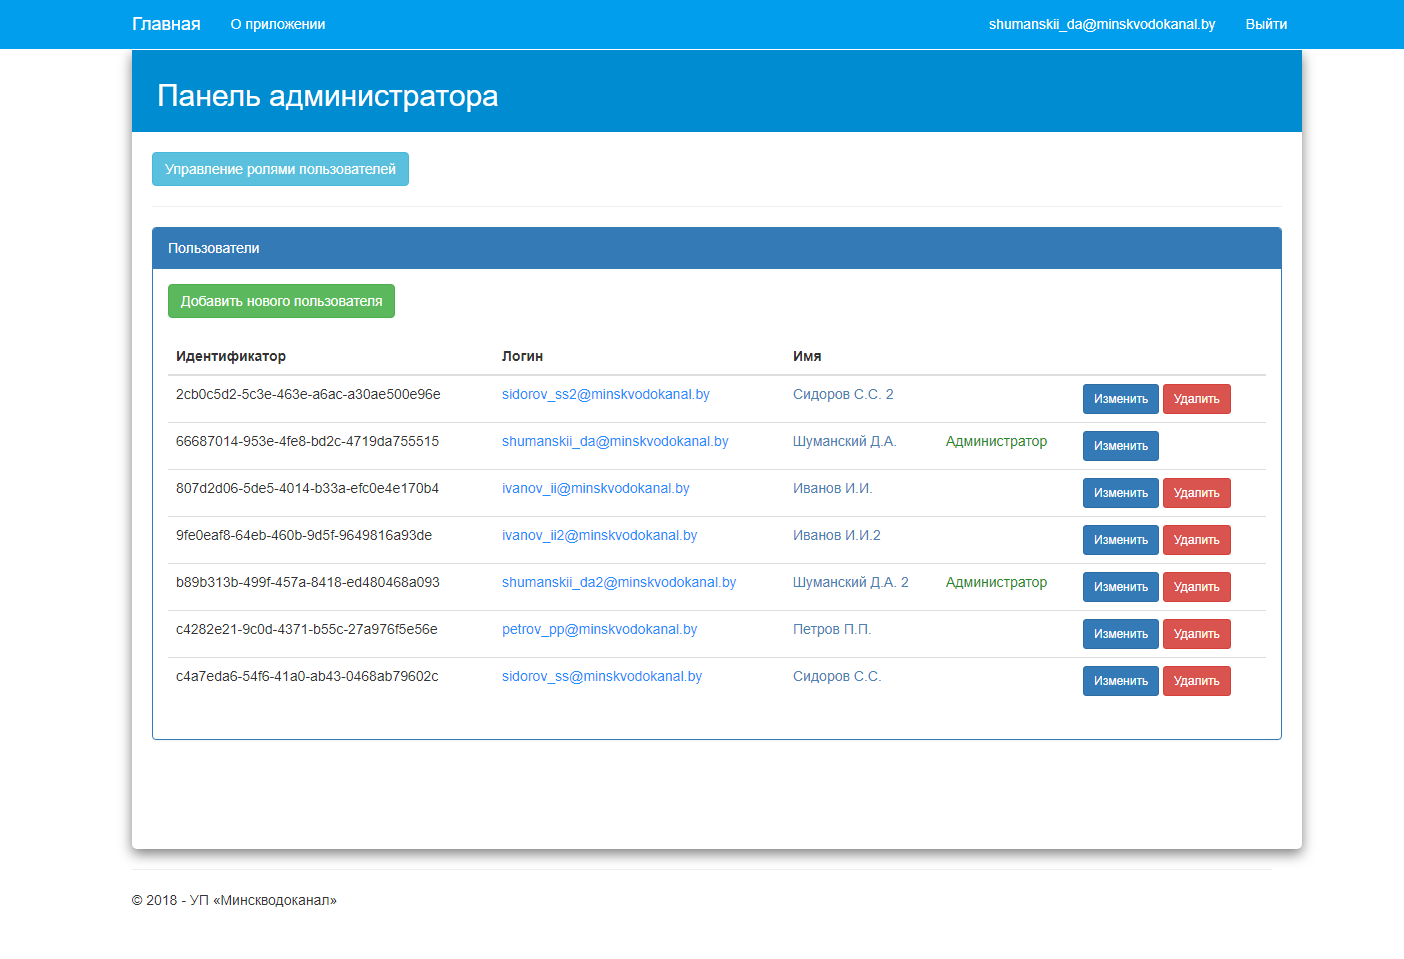 Главная О приложении shumanskii_da@minskvodokanal.by Выйти
Панель администратора
Управление ролями пользователей
Пользователи
Добавить нового пользователя
Идентификатор Логин Имя
2cb0c5d2-5c3e-463e-a6ac-a30ae500e96e sidorov_ss2@minskvodokanal.by Сидоров С.С. 2 Изменить Удалить
66687014-953e-4fe8-bd2c-4719da755515 shumanskii_da@minskvodokanal.by Шуманский Д.А. Администратор Изменить
807d2d06-5de5-4014-b33a-efc0e4e170b4 ivanov_ii@minskvodokanal.by Иванов И.И. Изменить Удалить
9fe0eaf8-64eb-460b-9d5f-9649816a93de ivanov_ii2@minskvodokanal.by Иванов И.И.2 Изменить Удалить
b89b313b-499f-457a-8418-ed480468a093 shumanskii_da2@minskvodokanal.by Шуманский Д.А. 2 Администратор Изменить Удалить
c4282e21-9c0d-4371-b55c-27a976f5e56e petrov_pp@minskvodokanal.by Петров П.П. Изменить Удалить
c4a7eda6-54f6-41a0-ab43-0468ab79602c sidorov_ss@minskvodokanal.by Сидоров С.С. Изменить Удалить
© 2018 - УП «Минскводоканал»